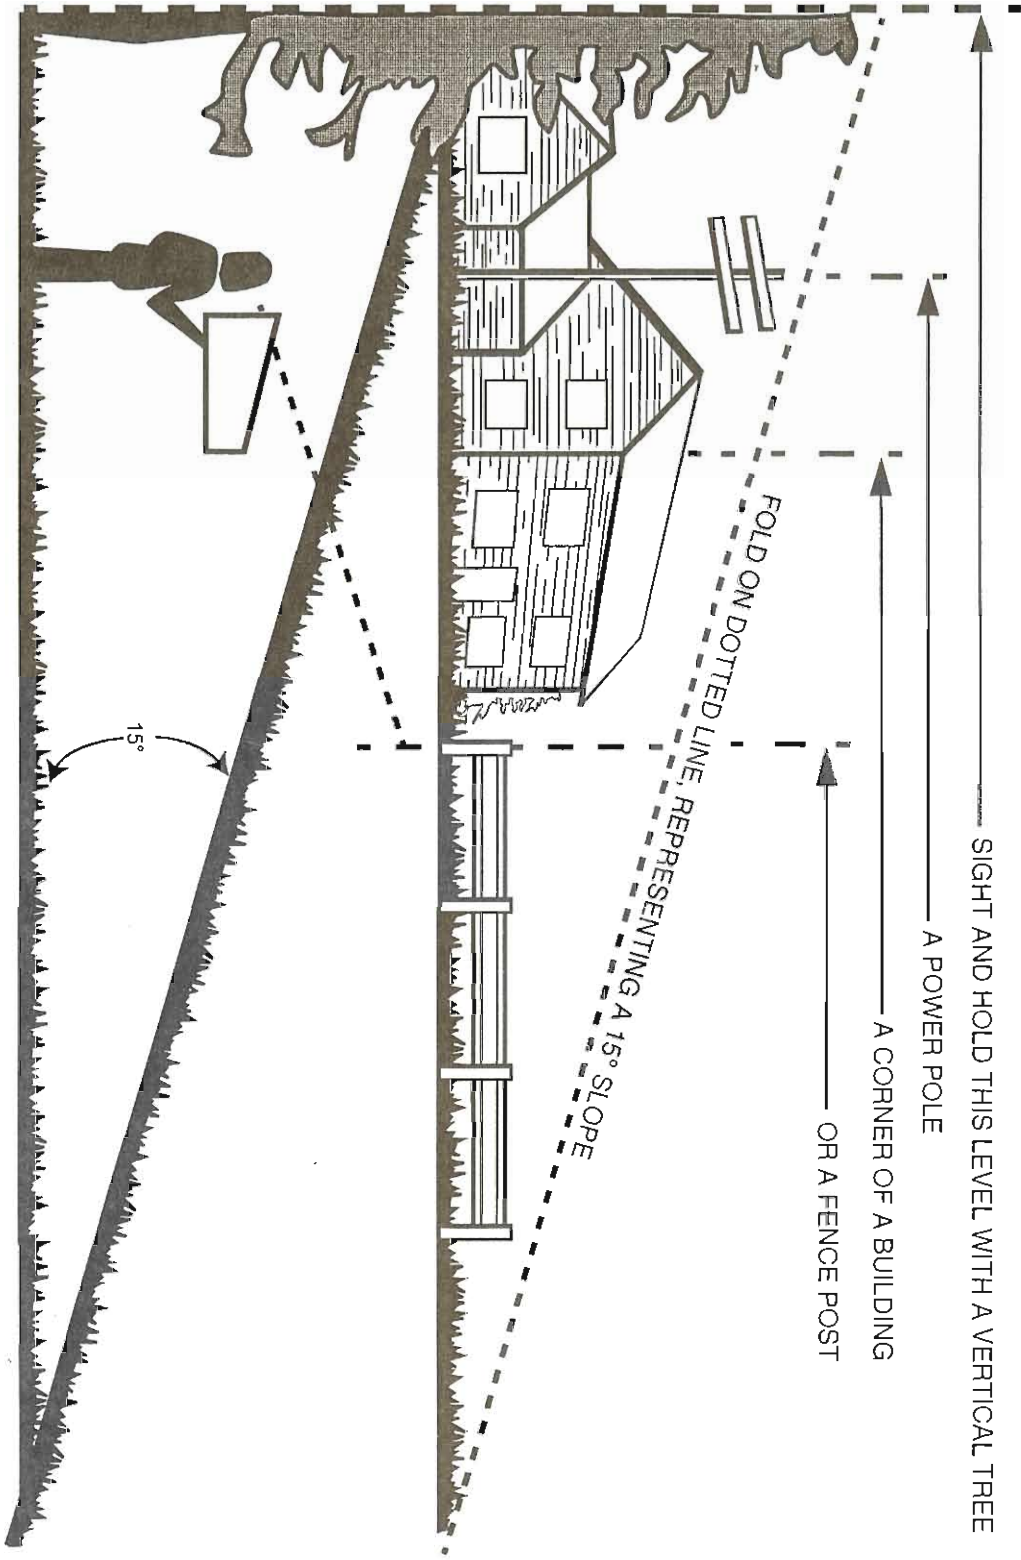 SIGHT AND HOLD THIS LEVEL WITH A VERTICAL TREE
A POWER POLE
A CORNER OF A BUILDING
OR A FENCE POST
FOLD ON DOTTED LINE, REPRESENTING A 15° SLOPE
15°